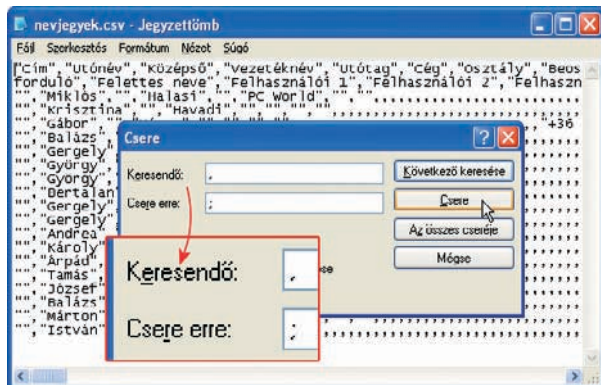 nevjegyek.csv - Jegyzettömb
Fájl Szerkesztés Formátum Nézet Súgó
"Cím","Utónév","Középső","Vezetéknév","Utótag","Cég","Osztály","Beos
forduló","Felettes neve","Felhasználói 1","Felhasználói 2","Felhaszn
"","Miklós","","Halasi","","PC World","",
"","Krisztina","","Havadi","",
"","Gábor","" "+36
"","Balázs"
"","Gergely"
"","György"
"","György"
"","Bertalan
"","Gergely"
"","Gergely"
"","Andrea"
"","Károly"
"","Árpád",
"","Tamás"
"","József"
"","Balázs"
"","Márton"
"","István"
Csere
Keresendő: ,
Csere erre: ;
Következő keresése
Csere
Az összes cseréje
Mégse
Keresendő: ,
Csere erre: ;